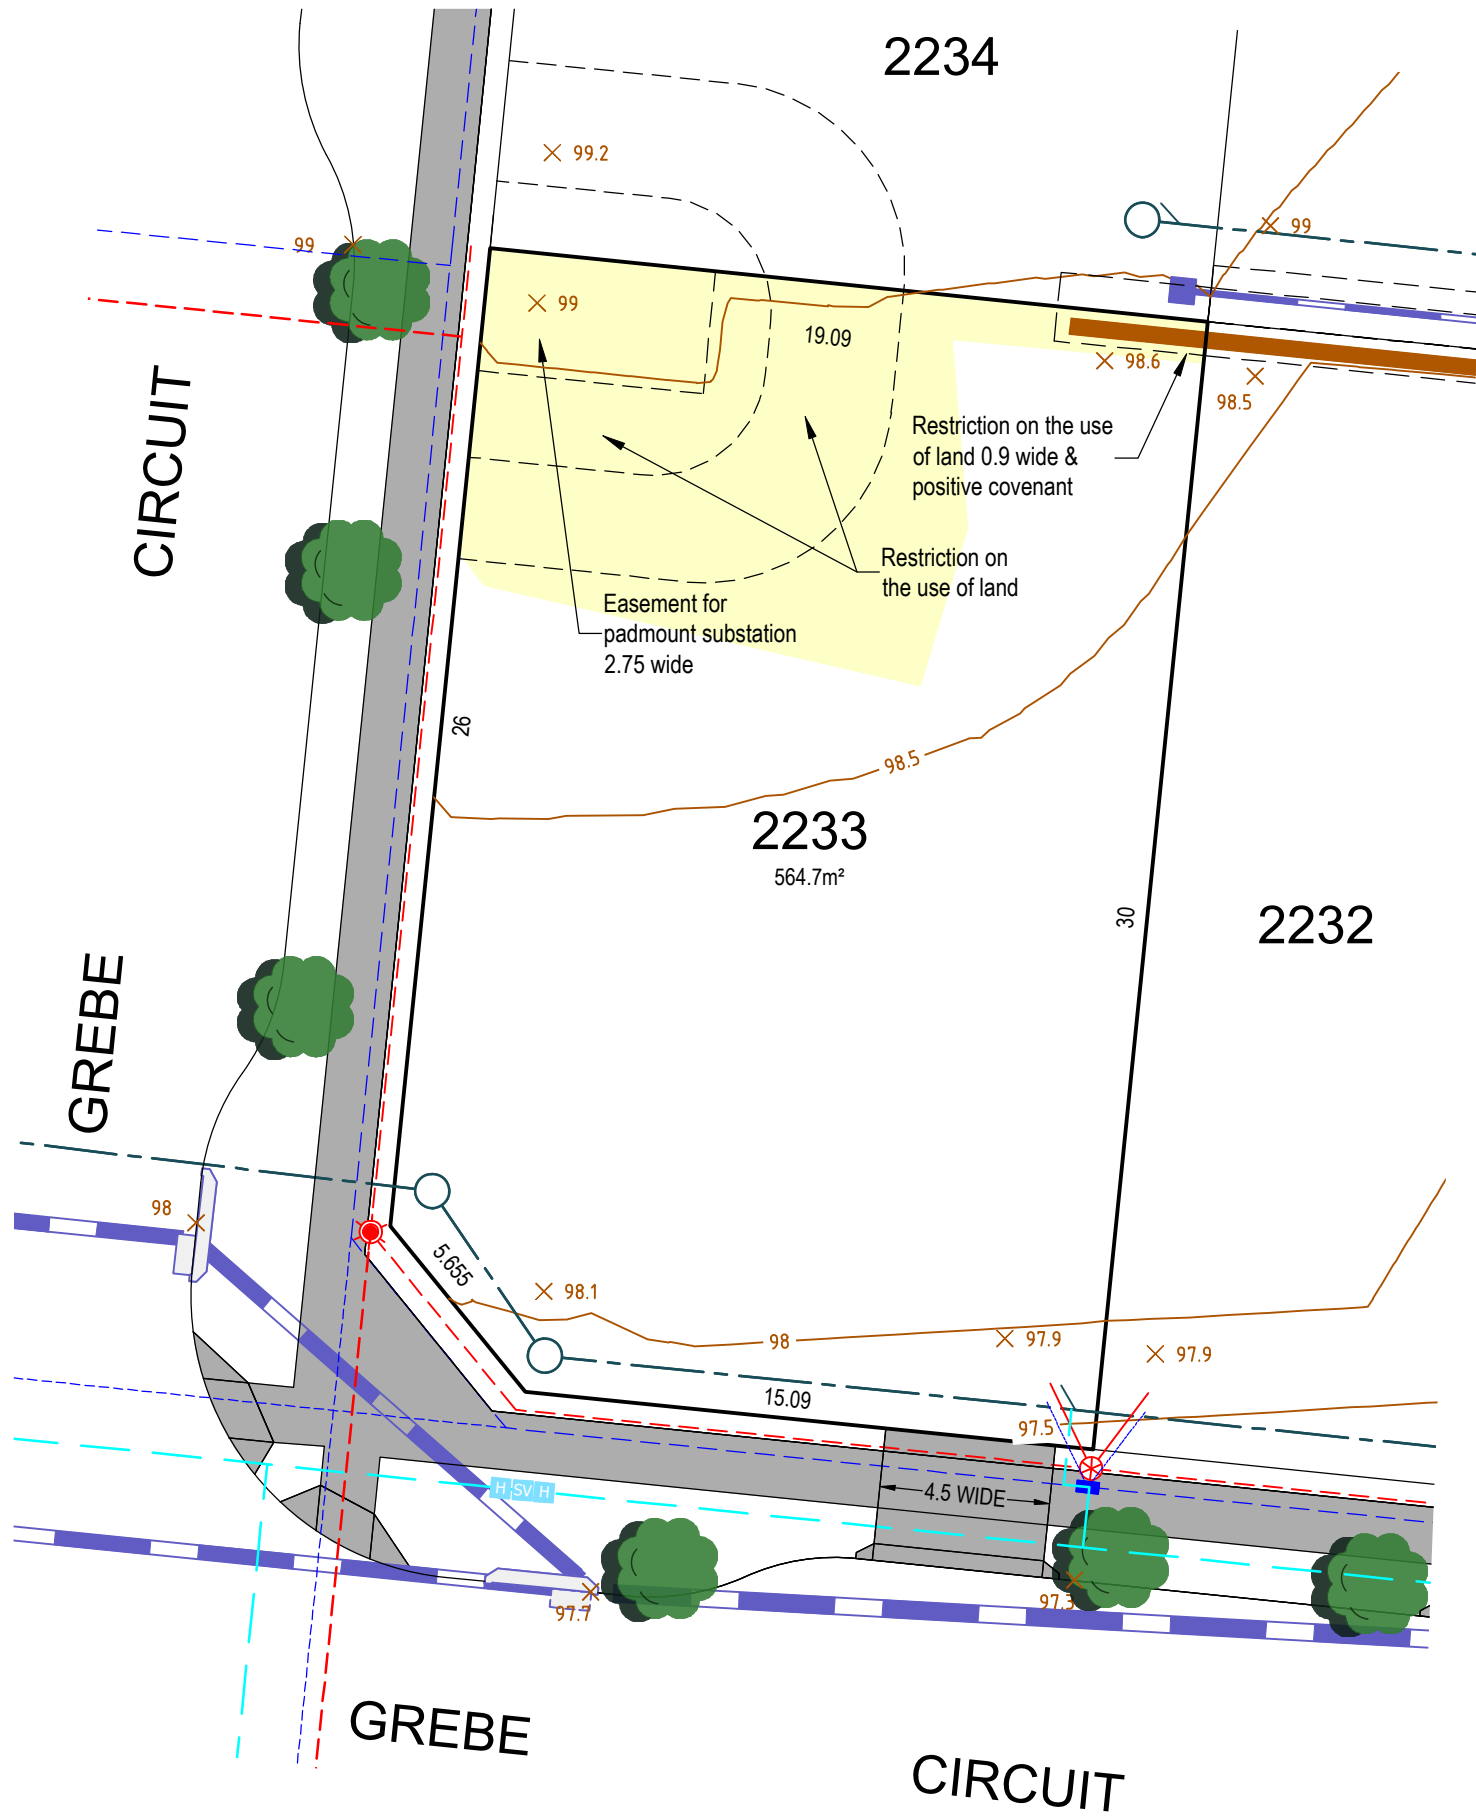 2234
99.2
99
99
99
19.09
98.6
98.5
CIRCUIT
Restriction on the use
of land 0.9 wide &
positive covenant
Restriction on
the use of land
Easement for
padmount substation
2.75 wide
26
98.5
2233
564.7m²
30
2232
GREBE
98
5.655
98.1
98
97.9
97.9
15.09
97.5
H SV H
4.5 WIDE
97.7
97.3
GREBE
CIRCUIT